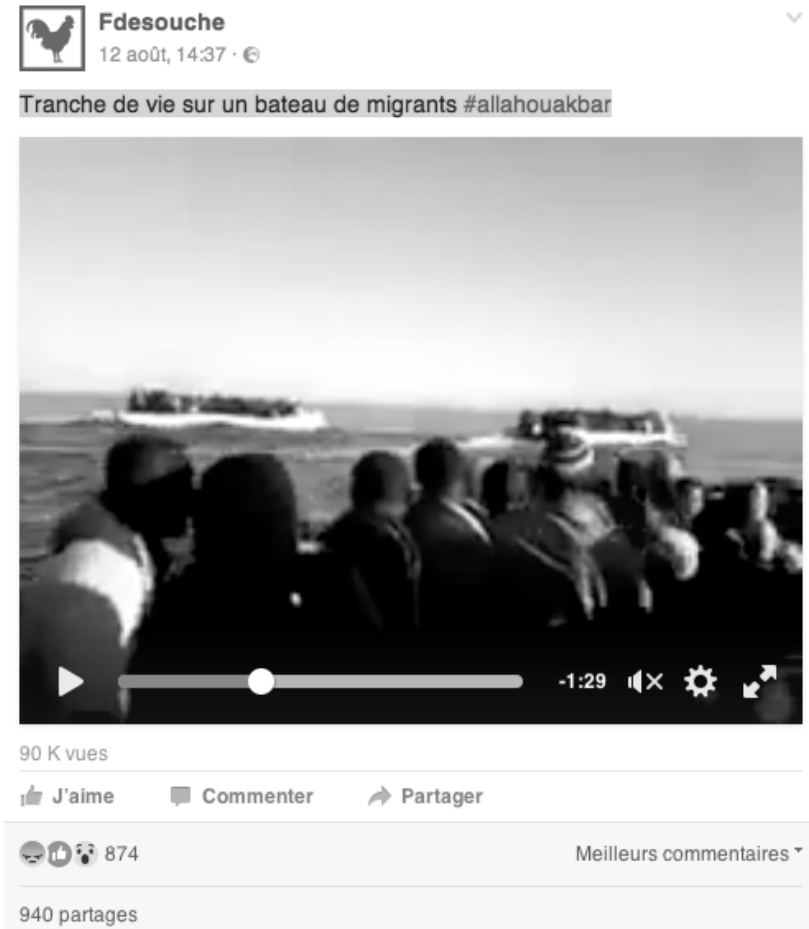 Fdesouche
12 août, 14:37 ·
Tranche de vie sur un bateau de migrants #allahouakbar
-1:29
90 K vues
J'aime Commenter Partager
874 Meilleurs commentaires
940 partages